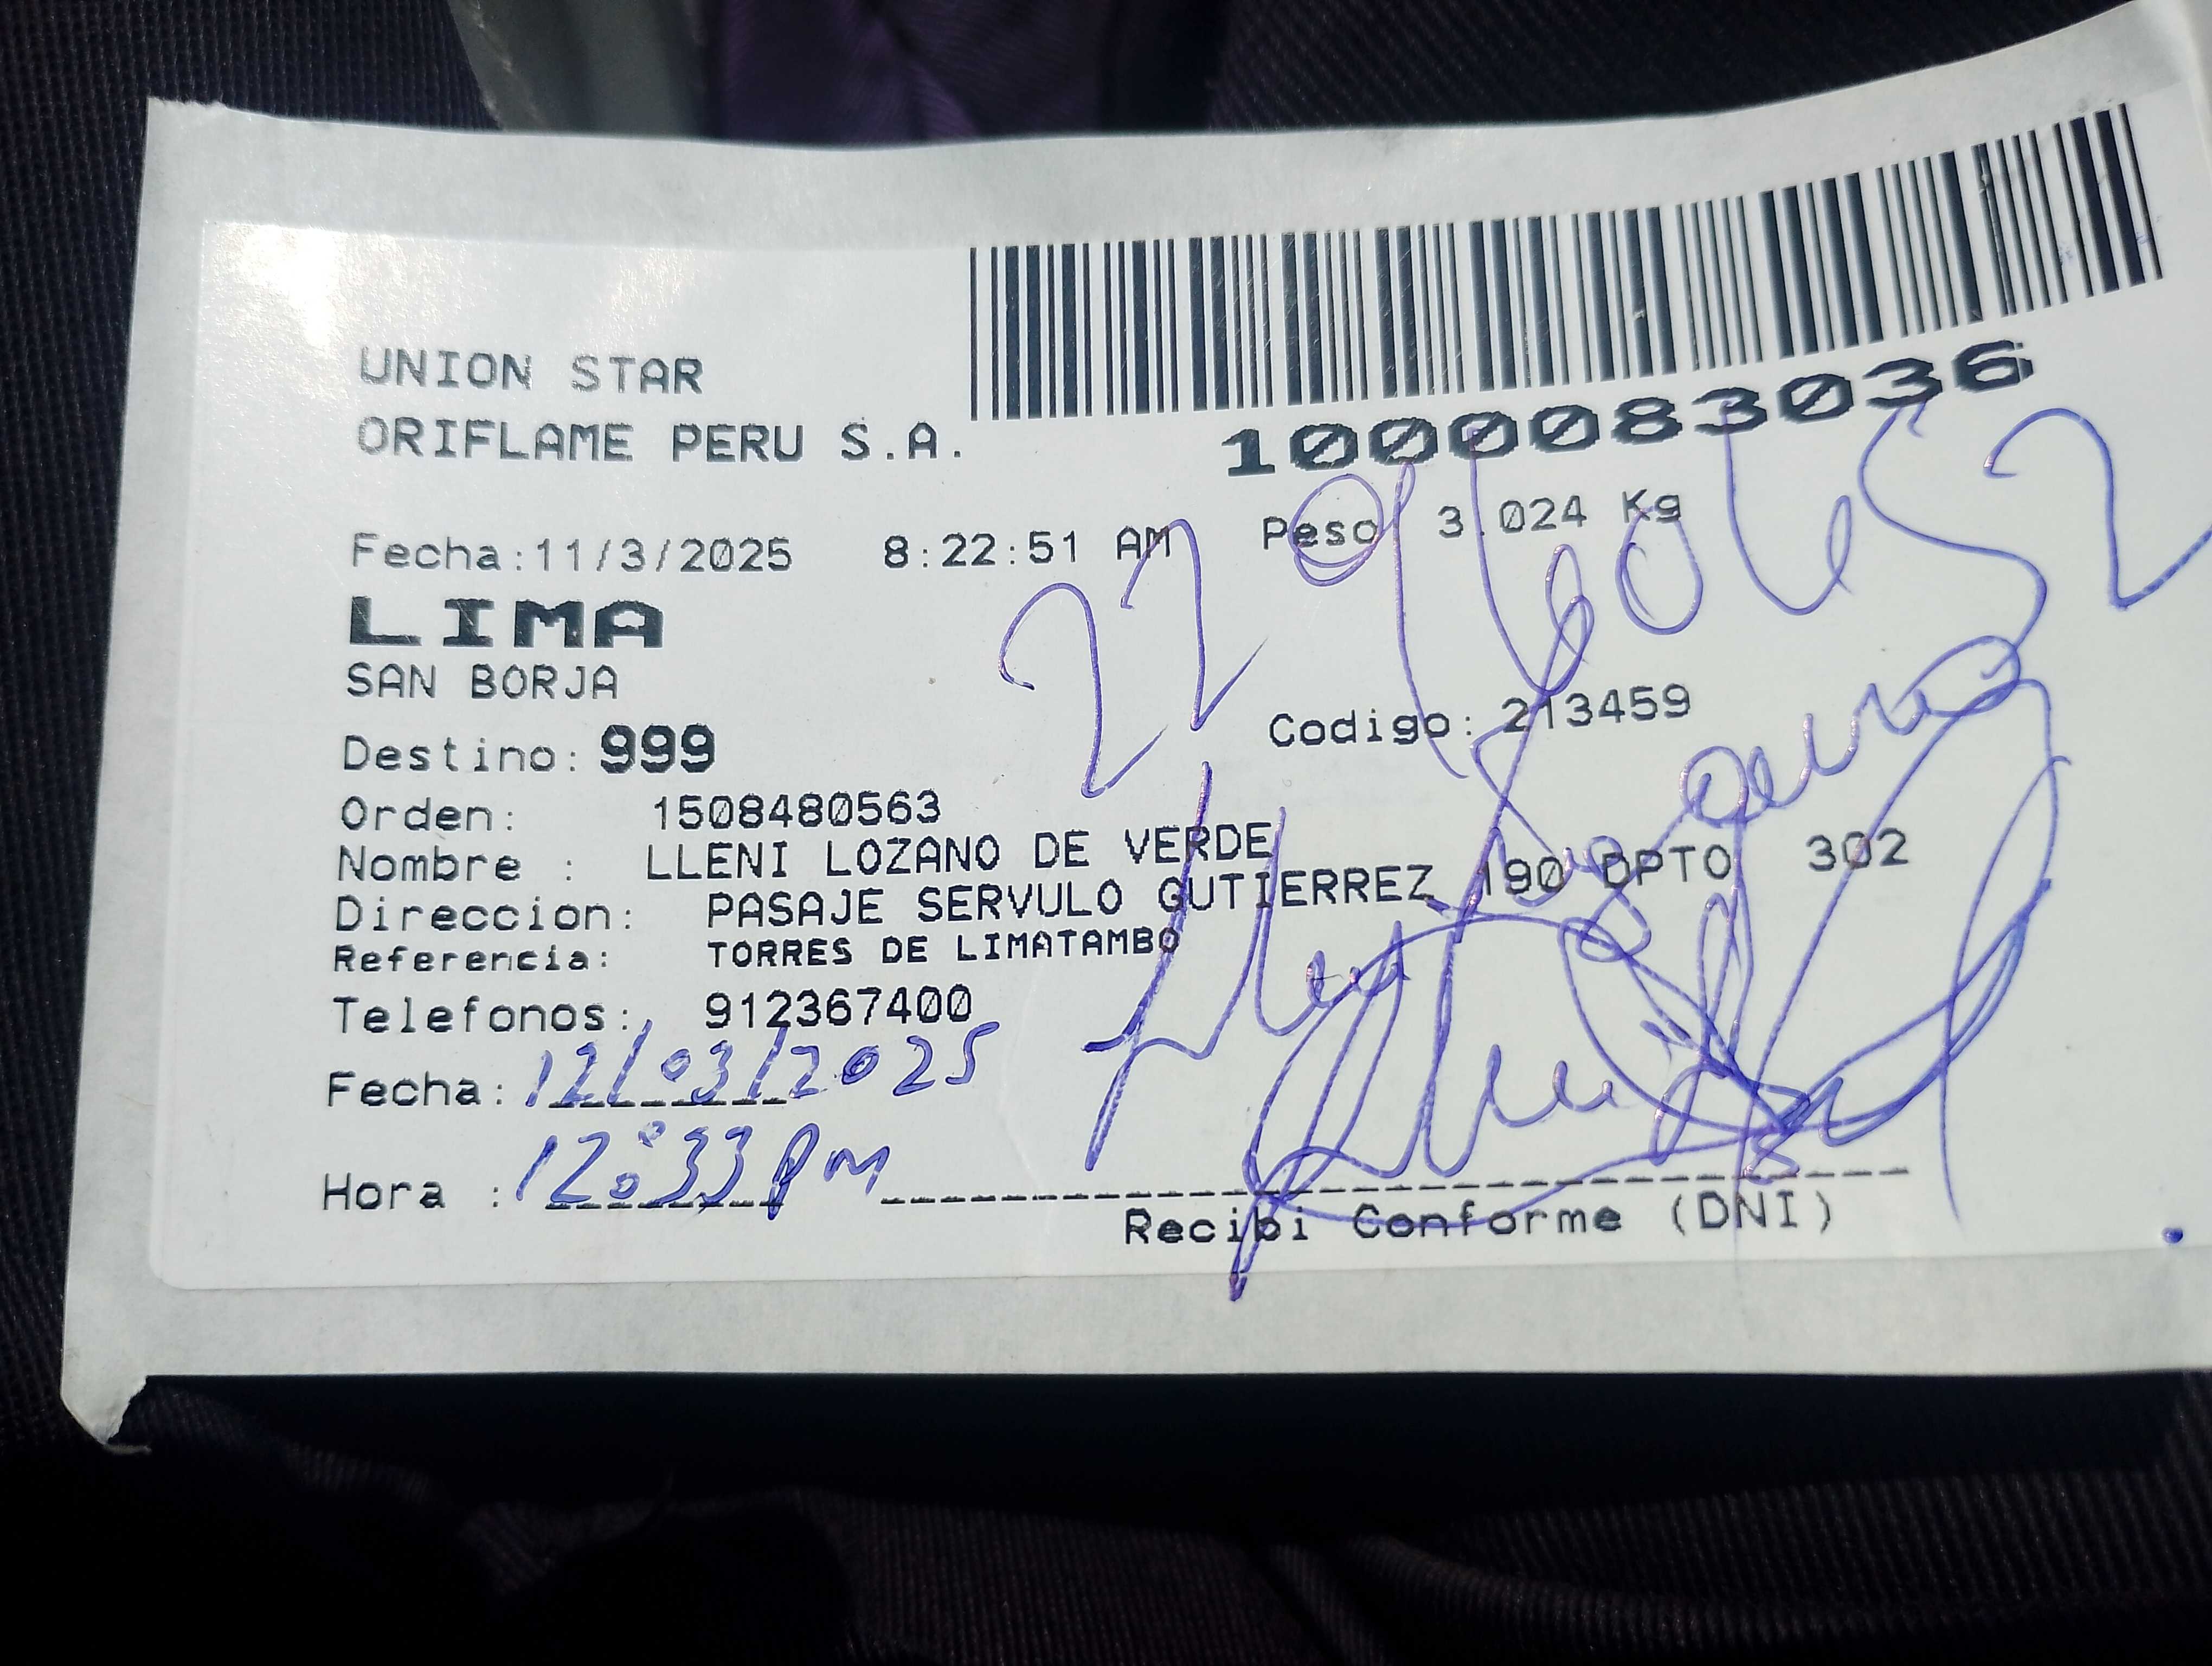 UNION STAR
ORIFLAME PERU S.A.
1000083036
Fecha:11/3/2025 8:22:51 AM Peso 3.024 Kg
LIMA
SAN BORJA
Destino: 999 Codigo: 213459
Orden: 1508480563
Nombre : LLENI LOZANO DE VERDE
Direccion: PASAJE SERVULO GUTIERREZ 190 DPTO 302
Referencia: TORRES DE LIMATAMBO
Telefonos: 912367400
Fecha: 12/03/2025
Hora : 12:33 PM
Recibi Conforme (DNI)